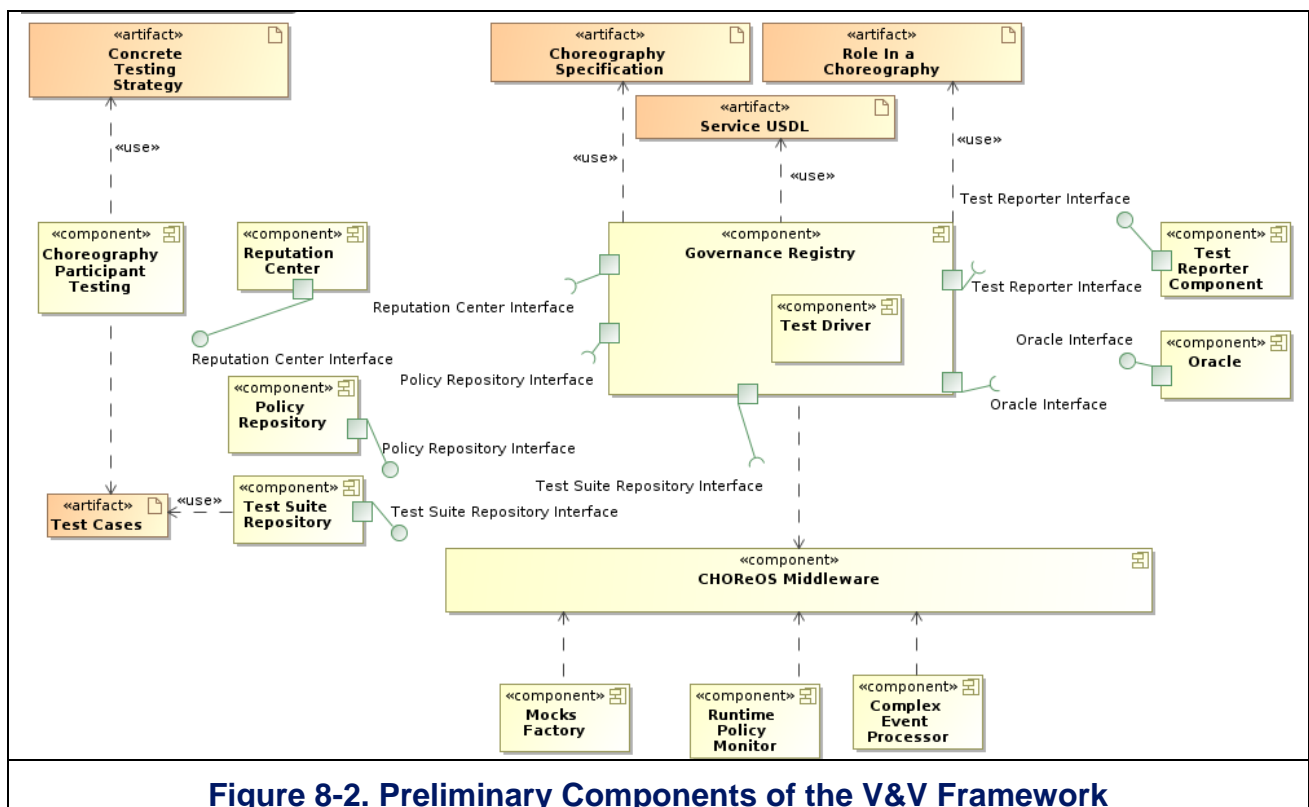 «artifact»
Concrete
Testing
Strategy
«artifact»
Choreography
Specification
«artifact»
Role In a
Choreography
«artifact»
Service USDL
«use»
«use»
«use»
«use»
Test Reporter Interface
«component»
Choreography
Participant
Testing
«component»
Reputation
Center
«component»
Governance Registry
«component»
Test
Reporter
Component
Reputation Center Interface
Test Reporter Interface
«component»
Test Driver
Reputation Center Interface
Oracle Interface
«component»
Oracle
Policy Repository Interface
Oracle Interface
«component»
Policy
Repository
Policy Repository Interface
Test Suite Repository Interface
«artifact»
Test Cases
«use»
«component»
Test Suite
Repository
Test Suite Repository Interface
«component»
CHOReOS Middleware
«component»
Mocks
Factory
«component»
Runtime
Policy
Monitor
«component»
Complex
Event
Processor
Figure 8-2. Preliminary Components of the V&V Framework